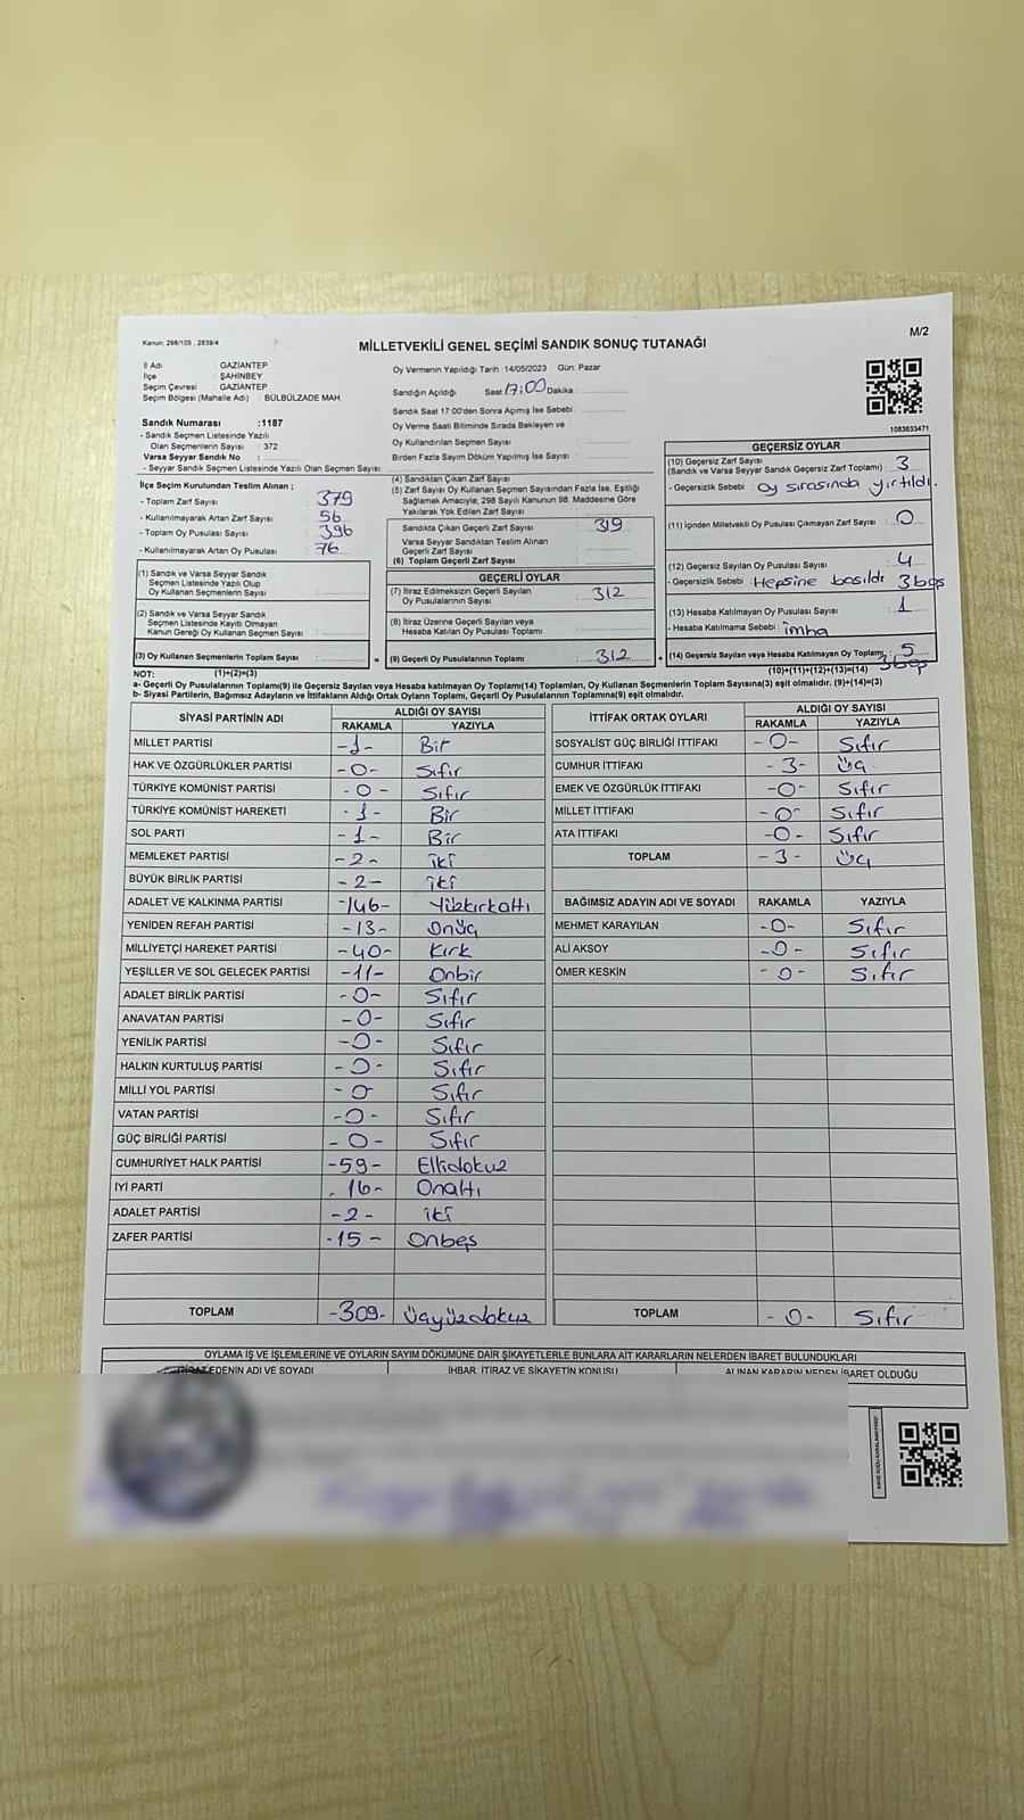 Kanun: 298/105 , 2839/4
M/2
MİLLETVEKİLİ GENEL SEÇİMİ SANDIK SONUÇ TUTANAĞI
İl Adı GAZİANTEP
İlçe ŞAHİNBEY
Seçim Çevresi GAZİANTEP
Seçim Bölgesi (Mahalle Adı) : BÜLBÜLZADE MAH.
Sandık Numarası :1187
- Sandık Seçmen Listesinde Yazılı
Olan Seçmenlerin Sayısı : 372
Varsa Seyyar Sandık No :
- Seyyar Sandık Seçmen Listesinde Yazılı Olan Seçmen Sayısı
İlçe Seçim Kurulundan Teslim Alınan ;
- Toplam Zarf Sayısı 379
- Kullanılmayarak Artan Zarf Sayısı 56
- Toplam Oy Pusulası Sayısı 396
- Kullanılmayarak Artan Oy Pusulası 76
(1) Sandık ve Varsa Seyyar Sandık
Seçmen Listesinde Yazılı Olup
Oy Kullanan Seçmenlerin Sayısı
(2) Sandık ve Varsa Seyyar Sandık
Seçmen Listesinde Kayıtlı Olmayan
Kanun Gereği Oy Kullanan Seçmen Sayısı
(3) Oy Kullanan Seçmenlerin Toplam Sayısı
Oy Vermenin Yapıldığı Tarih :14/05/2023 Gün: Pazar
Sandığın Açıldığı Saat 17:00 Dakika
Sandık Saat 17:00'den Sonra Açılmış İse Sebebi
Oy Verme Saati Bitiminde Sırada Bekleyen ve
Oy Kullandırılan Seçmen Sayısı
Birden Fazla Sayım Döküm Yapılmış İse Sayısı
(4) Sandıktan Çıkan Zarf Sayısı
(5) Zarf Sayısı Oy Kullanan Seçmen Sayısından Fazla İse, Eşitliği
Sağlamak Amacıyla, 298 Sayılı Kanunun 98. Maddesine Göre
Yakılarak Yok Edilen Zarf Sayısı
Sandıkta Çıkan Geçerli Zarf Sayısı 319
Varsa Seyyar Sandıktan Teslim Alınan
Geçerli Zarf Sayısı
(6) Toplam Geçerli Zarf Sayısı
GEÇERLİ OYLAR
(7) İtiraz Edilmeksizin Geçerli Sayılan
Oy Pusulalarının Sayısı 312
(8) İtiraz Üzerine Geçerli Sayılan veya
Hesaba Katılan Oy Pusulası Toplamı
(9) Geçerli Oy Pusulalarının Toplamı 312
1083633471
GEÇERSİZ OYLAR
(10) Geçersiz Zarf Sayısı
(Sandık ve Varsa Seyyar Sandık Geçersiz Zarf Toplamı) 3
- Geçersizlik Sebebi : Oy sırasında yırtıldı.
(11) İçinden Milletvekili Oy Pusulası Çıkmayan Zarf Sayısı 0
(12) Geçersiz Sayılan Oy Pusulası Sayısı 4
- Geçersizlik Sebebi : Hepsine basıldı 3 boş
(13) Hesaba Katılmayan Oy Pusulası Sayısı 1
- Hesaba Katılmama Sebebi : imha
(14) Geçersiz Sayılan veya Hesaba Katılmayan Oy Toplamı 5
3 boş
NOT: (1)+(2)=(3) (10)+(11)+(12)+(13)=(14)
a- Geçerli Oy Pusulalarının Toplamı(9) ile Geçersiz Sayılan veya Hesaba katılmayan Oy Toplamı(14) Toplamları, Oy Kullanan Seçmenlerin Toplam Sayısına(3) eşit olmalıdır. (9)+(14)=(3)
b- Siyasi Partilerin, Bağımsız Adayların ve İttifakların Aldığı Ortak Oyların Toplamı, Geçerli Oy Pusulalarının Toplamına(9) eşit olmalıdır.
SİYASİ PARTİNİN ADI ALDIĞI OY SAYISI
RAKAMLA YAZIYLA
MİLLET PARTİSİ -1- Bir
HAK VE ÖZGÜRLÜKLER PARTİSİ -0- Sıfır
TÜRKİYE KOMÜNİST PARTİSİ -0- Sıfır
TÜRKİYE KOMÜNİST HAREKETİ -1- Bir
SOL PARTİ -1- Bir
MEMLEKET PARTİSİ -2- iki
BÜYÜK BİRLİK PARTİSİ -2- iki
ADALET VE KALKINMA PARTİSİ -146- Yüzkırkaltı
YENİDEN REFAH PARTİSİ -13- Onüç
MİLLİYETÇİ HAREKET PARTİSİ -40- Kırk
YEŞİLLER VE SOL GELECEK PARTİSİ -11- Onbir
ADALET BİRLİK PARTİSİ -0- Sıfır
ANAVATAN PARTİSİ -0- Sıfır
YENİLİK PARTİSİ -0- Sıfır
HALKIN KURTULUŞ PARTİSİ -0- Sıfır
MİLLİ YOL PARTİSİ -0 Sıfır
VATAN PARTİSİ -0- Sıfır
GÜÇ BİRLİĞİ PARTİSİ -0- Sıfır
CUMHURİYET HALK PARTİSİ -59- Ellidokuz
İYİ PARTİ -16- Onaltı
ADALET PARTİSİ -2- iki
ZAFER PARTİSİ -15- Onbeş
TOPLAM -309- üçyüzdokuz
İTTİFAK ORTAK OYLARI ALDIĞI OY SAYISI
RAKAMLA YAZIYLA
SOSYALİST GÜÇ BİRLİĞİ İTTİFAKI -0- Sıfır
CUMHUR İTTİFAKI -3- üç
EMEK VE ÖZGÜRLÜK İTTİFAKI -0- Sıfır
MİLLET İTTİFAKI -0- Sıfır
ATA İTTİFAKI -0- Sıfır
TOPLAM -3- üç
BAĞIMSIZ ADAYIN ADI VE SOYADI RAKAMLA YAZIYLA
MEHMET KARAYILAN -0- Sıfır
ALİ AKSOY -0- Sıfır
ÖMER KESKİN -0- Sıfır
TOPLAM -0- Sıfır
OYLAMA İŞ VE İŞLEMLERİNE VE OYLARIN SAYIM DÖKÜMÜNE DAİR ŞİKAYETLERLE BUNLARA AİT KARARLARIN NELERDEN İBARET BULUNDUKLARI
EDENİN ADI VE SOYADI İHBAR, İTİRAZ VE ŞİKAYETİN KONUSU ALINAN KARARIN NEDEN İBARET OLDUĞU